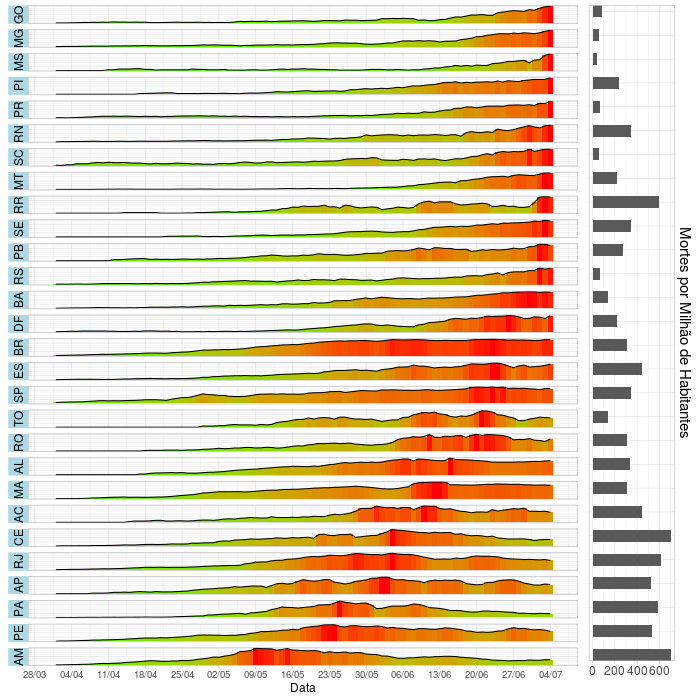 GO
MG
MS
PI
PR
RN
SC
MT
RR
SE
PB
RS
BA
DF
BR
ES
SP
TO
RO
AL
MA
AC
CE
RJ
AP
PA
PE
AM
28/03 04/04 11/04 18/04 25/04 02/05 09/05 16/05 23/05 30/05 06/06 13/06 20/06 27/06 04/07
Data
0 200 400 600
Mortes por Milhão de Habitantes